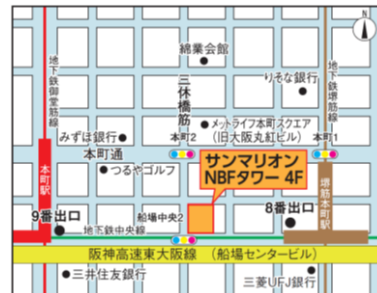 N
綿業会館
地下鉄御堂筋線
三休橋筋
りそな銀行
地下鉄堺筋線
みずほ銀行
本町2
メットライフ本町スクエア
(旧大阪丸紅ビル)
本町1
本町通
つるやゴルフ
サンマリオン
NBFタワー 4F
本町駅
堺筋本町駅
9番出口
船場中央2
8番出口
地下鉄中央線
阪神高速東大阪線 (船場センタービル)
三井住友銀行
三菱UFJ銀行